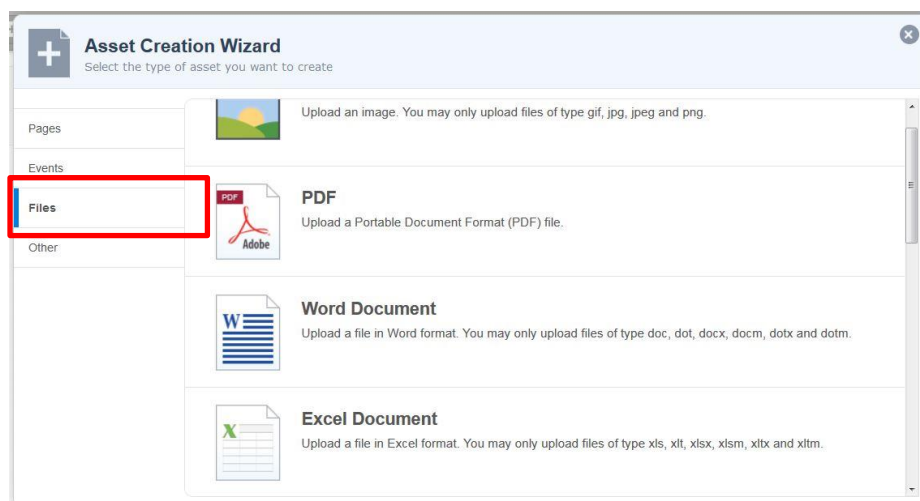 Asset Creation Wizard
Select the type of asset you want to create
Pages
Events
Files
Other
Upload an image. You may only upload files of type gif, jpg, jpeg and png.
PDF
Adobe
PDF
Upload a Portable Document Format (PDF) file.
W
Word Document
Upload a file in Word format. You may only upload files of type doc, dot, docx, docm, dotx and dotm.
X
Excel Document
Upload a file in Excel format. You may only upload files of type xls, xlt, xlsx, xlsm, xltx and xltm.